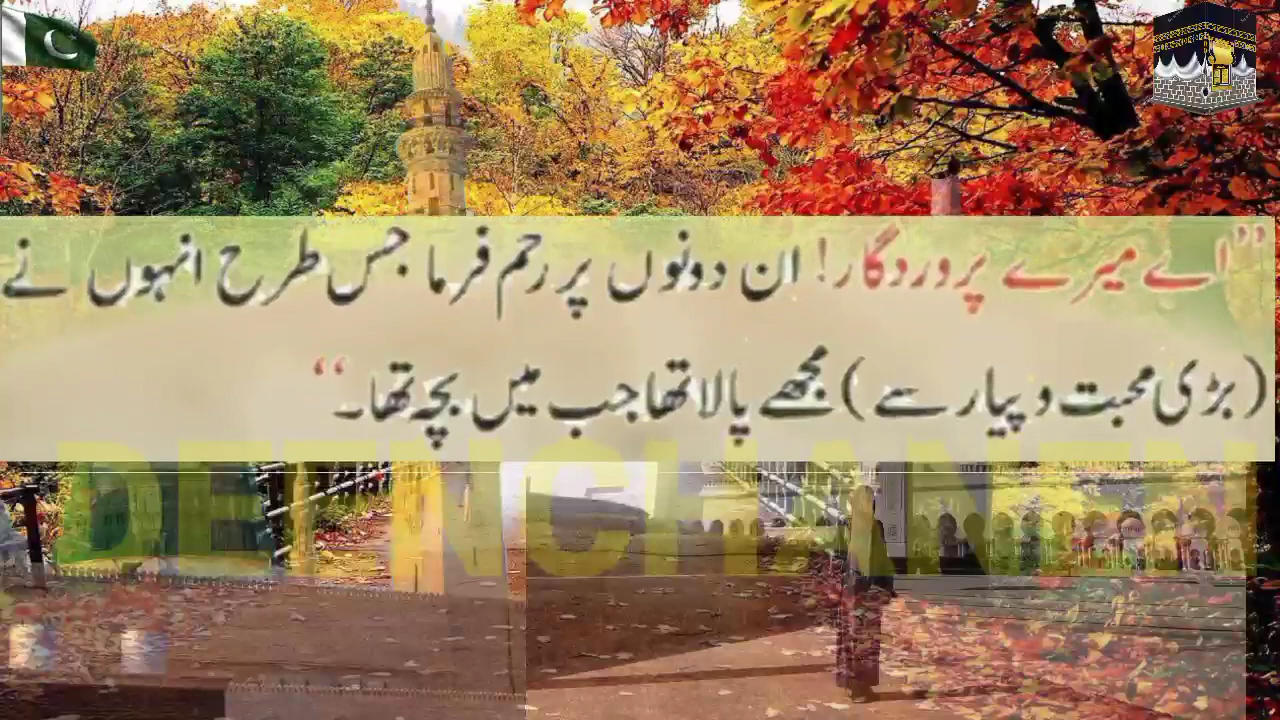 ”اے میرے پروردگار! ان دونوں پر رحم فرما جس طرح انہوں نے
(بڑی محبت و پیار سے) مجھے پالا تھا جب میں بچہ تھا۔“
DEENCHANEN